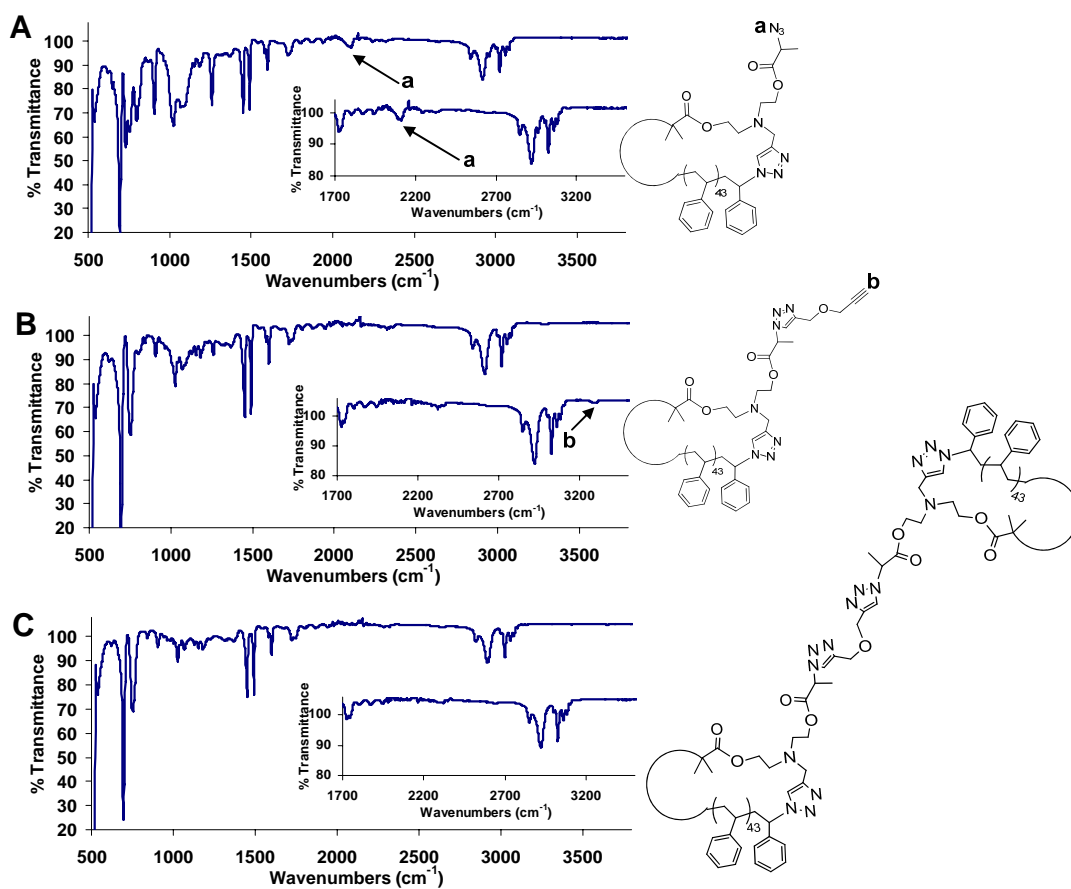 A
% Transmittance
100
90
80
70
60
50
40
30
20
500 1000 1500 2000 2500 3000 3500
Wavenumbers (cm-1)
a
% Transmittance
100
90
80
1700 2200 2700 3200
Wavenumbers (cm-1)
a
a N3
O
O
O
O
N
N
N
N
43
B
% Transmittance
100
90
80
70
60
50
40
30
20
500 1000 1500 2000 2500 3000 3500
Wavenumbers (cm-1)
% Transmittance
100
90
80
1700 2200 2700 3200
Wavenumbers (cm-1)
b
b
N=N
N
O
O
O
O
O
N
N
N
N
43
C
% Transmittance
100
90
80
70
60
50
40
30
20
500 1000 1500 2000 2500 3000 3500
Wavenumbers (cm-1)
% Transmittance
100
90
80
1700 2200 2700 3200
Wavenumbers (cm-1)
N
N
N
43
N
O
O
O
O
N
N
N
O
N
N
N
O
O
O
O
N
N
N
N
43